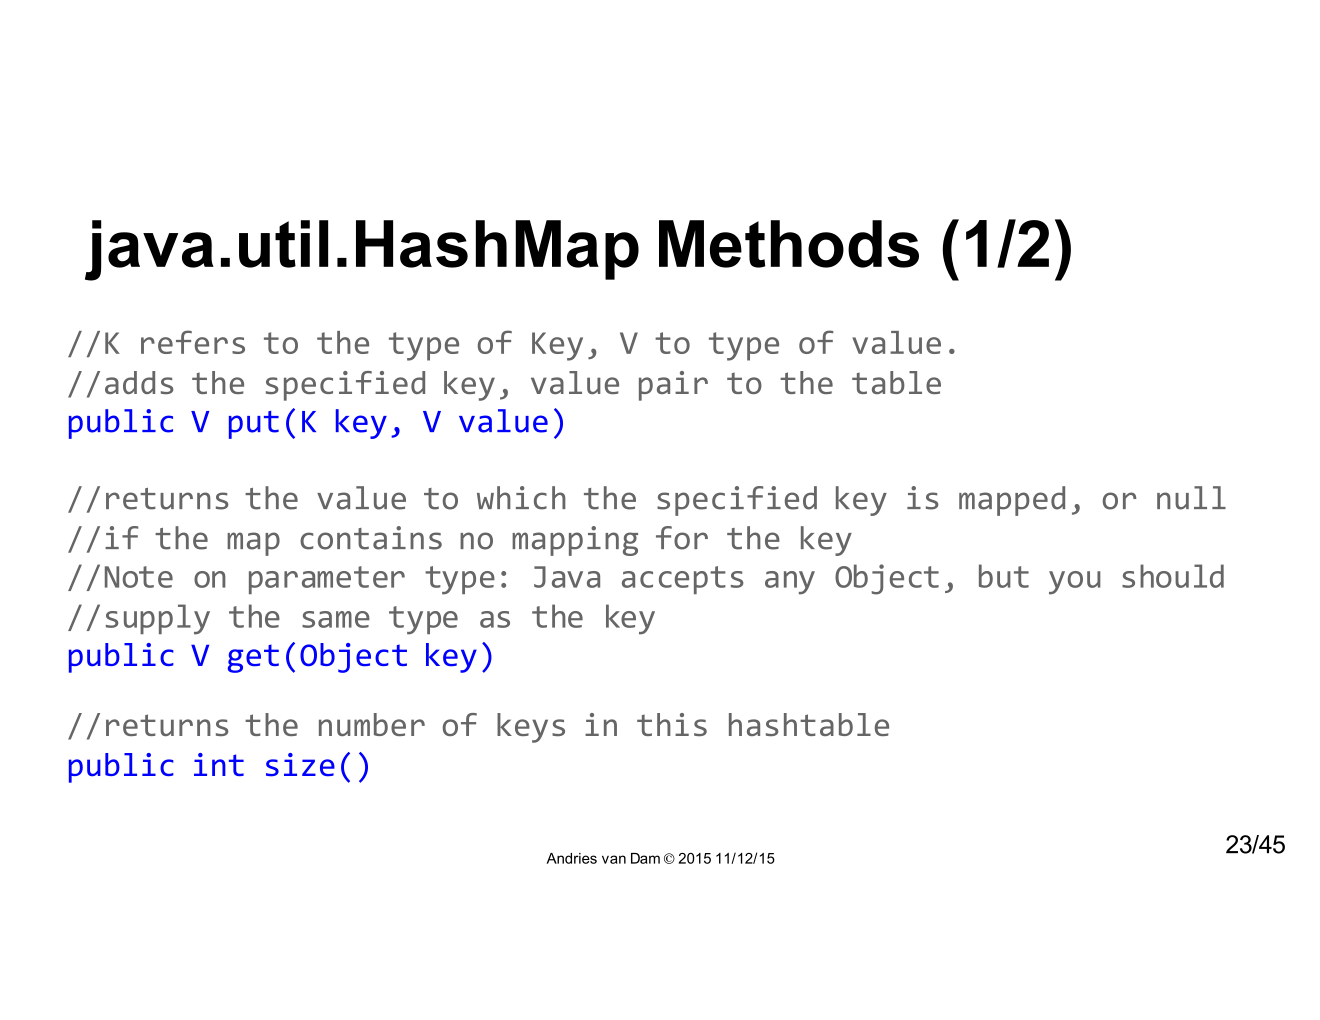 java.util.HashMap Methods (1/2)
//K refers to the type of Key, V to type of value.
//adds the specified key, value pair to the table
public V put(K key, V value)
//returns the value to which the specified key is mapped, or null
//if the map contains no mapping for the key
//Note on parameter type: Java accepts any Object, but you should
//supply the same type as the key
public V get(Object key)
//returns the number of keys in this hashtable
public int size()
Andries van Dam © 2015 11/12/15
23/45